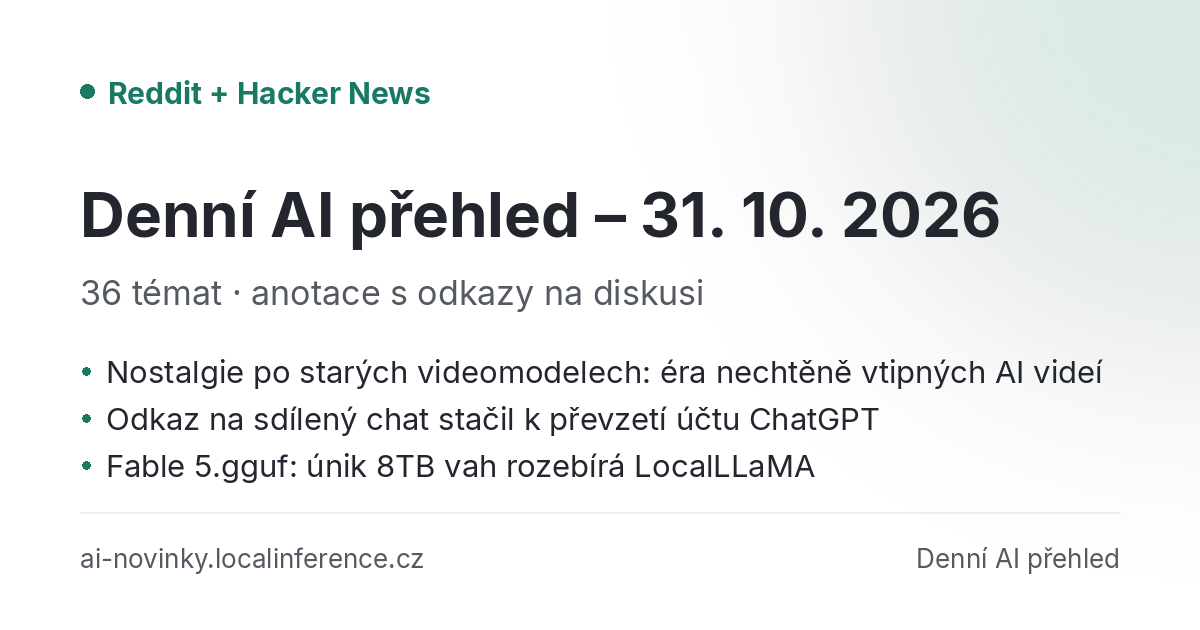 Reddit + Hacker News
Denní AI přehled – 31. 10. 2026
36 témat · anotace s odkazy na diskusi
• Nostalgie po starých videomodelech: éra nechtěně vtipných AI videí
• Odkaz na sdílený chat stačil k převzetí účtu ChatGPT
• Fable 5.gguf: únik 8TB vah rozebírá LocalLLaMA
ai-novinky.localinference.cz
Denní AI přehled